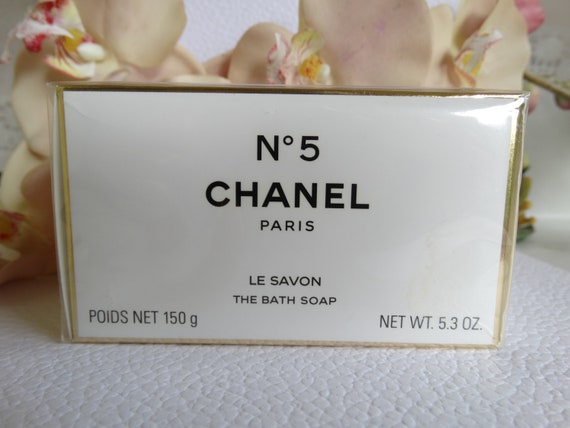 N°5
CHANEL
PARIS
LE SAVON
THE BATH SOAP
POIDS NET 150 g
NET WT. 5.3 OZ.